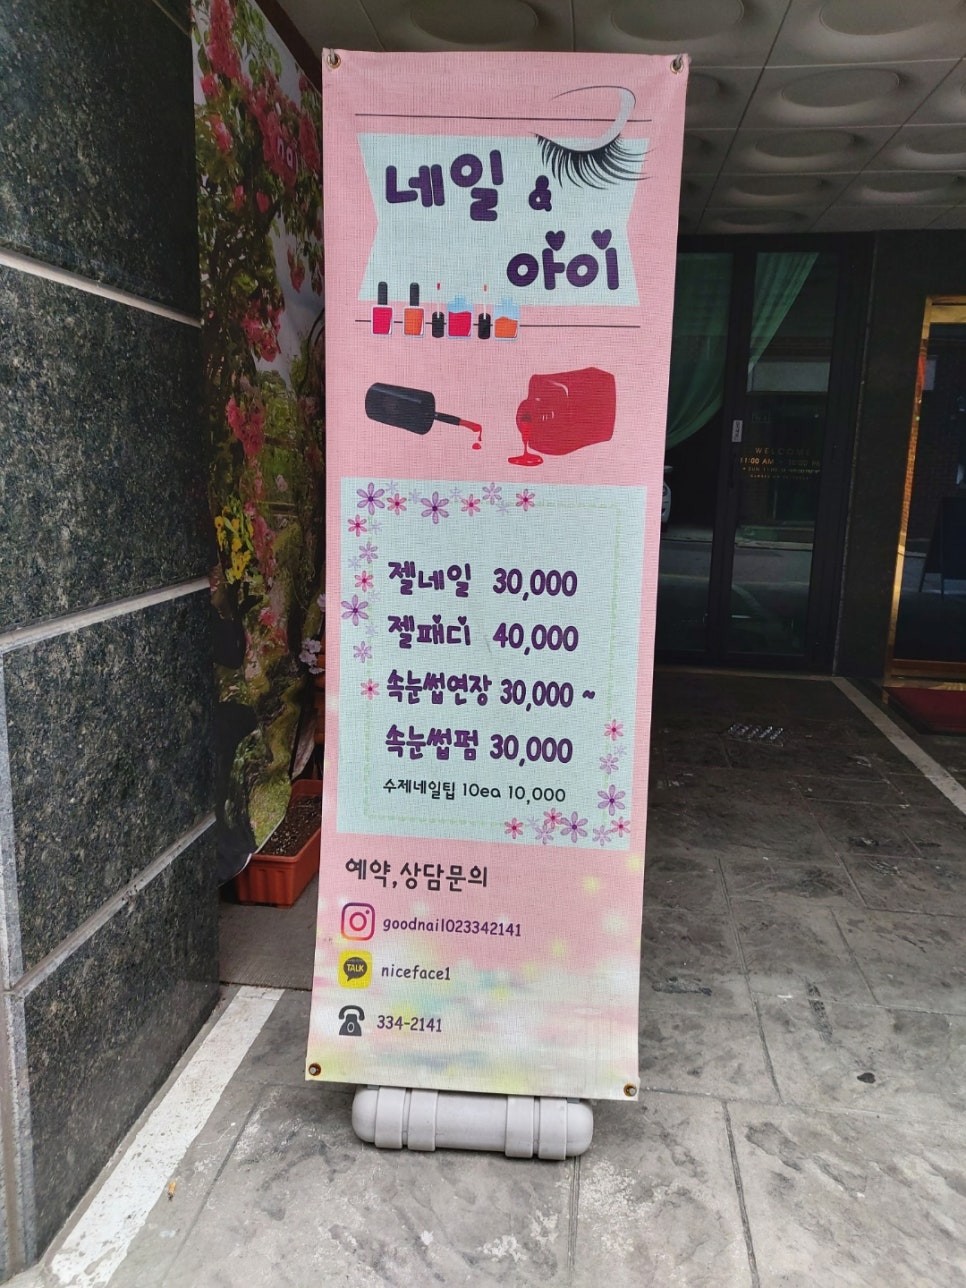 네일 &
아이
젤네일 30,000
젤패디 40,000
속눈썹연장 30,000 ~
속눈썹펌 30,000
수제네일팁 10ea 10,000
예약,상담문의
goodnail023342141
TALK
niceface1
334-2141
nail
WELCOME